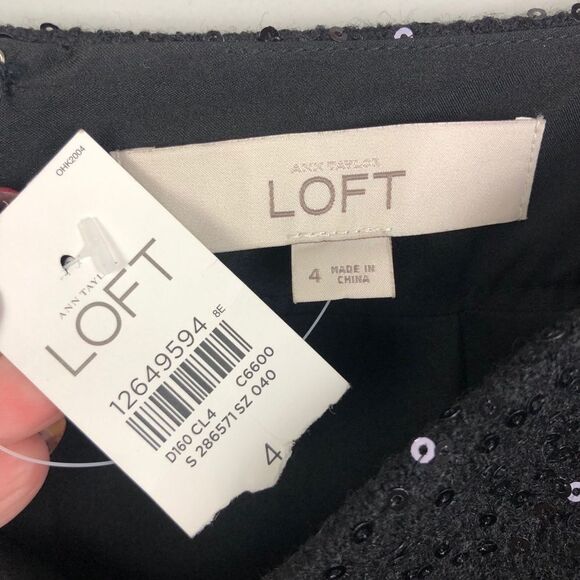 ANN TAYLOR
LOFT
4 MADE IN
CHINA
OHK2004
ANN TAYL
LOFT
12649594 8E
D160 CL4 C6600
S 286571 SZ 040
4